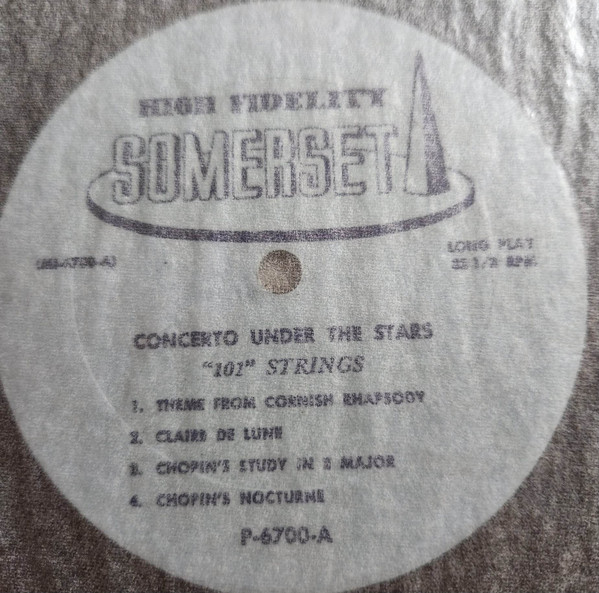 HIGH FIDELITY
SOMERSET
LONG PLAY
33 1/3 RPM
CONCERTO UNDER THE STARS
"101" STRINGS
1. THEME FROM CORNISH RHAPSODY
2. CLAIRE DE LUNE
3. CHOPIN'S STUDY IN E MAJOR
4. CHOPIN'S NOCTURNE
P-6700-A